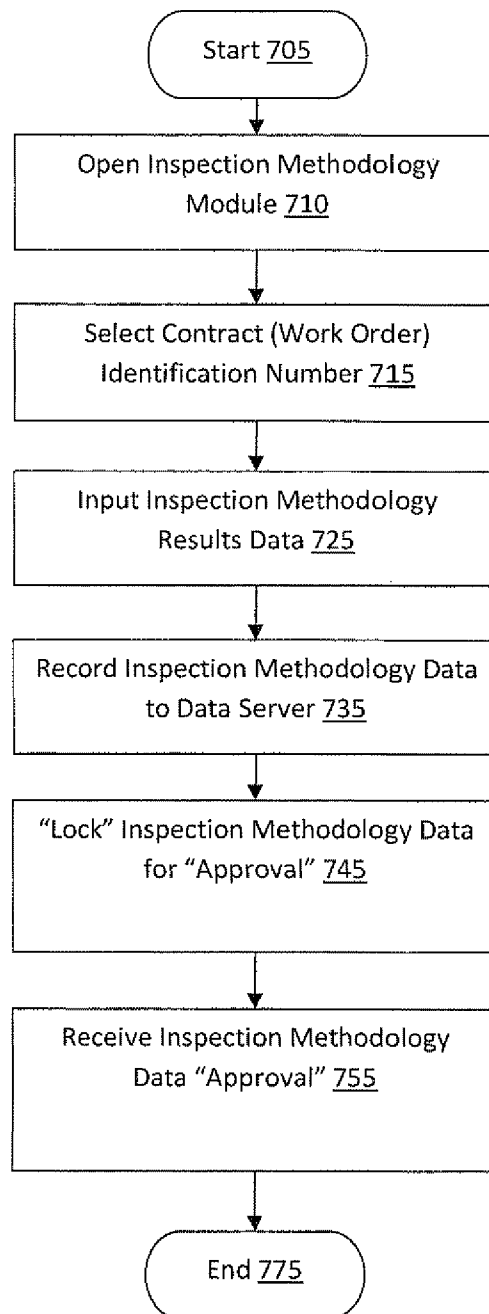 Start 705
Open Inspection Methodology
Module 710
Select Contract (Work Order)
Identification Number 715
Input Inspection Methodology
Results Data 725
Record Inspection Methodology Data
to Data Server 735
“Lock” Inspection Methodology Data
for “Approval” 745
Receive Inspection Methodology
Data “Approval” 755
End 775